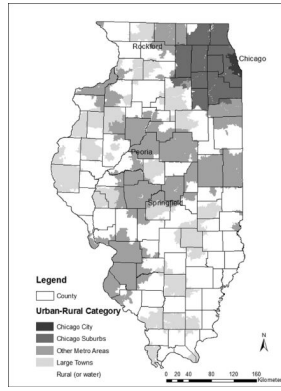 Rockford
Chicago
Peoria
Springfield
Legend
County
Urban-Rural Category
Chicago City
Chicago Suburbs
Other Metro Areas
Large Towns
Rural (or water)
N
0 20 40 80 120 160
Kilometers